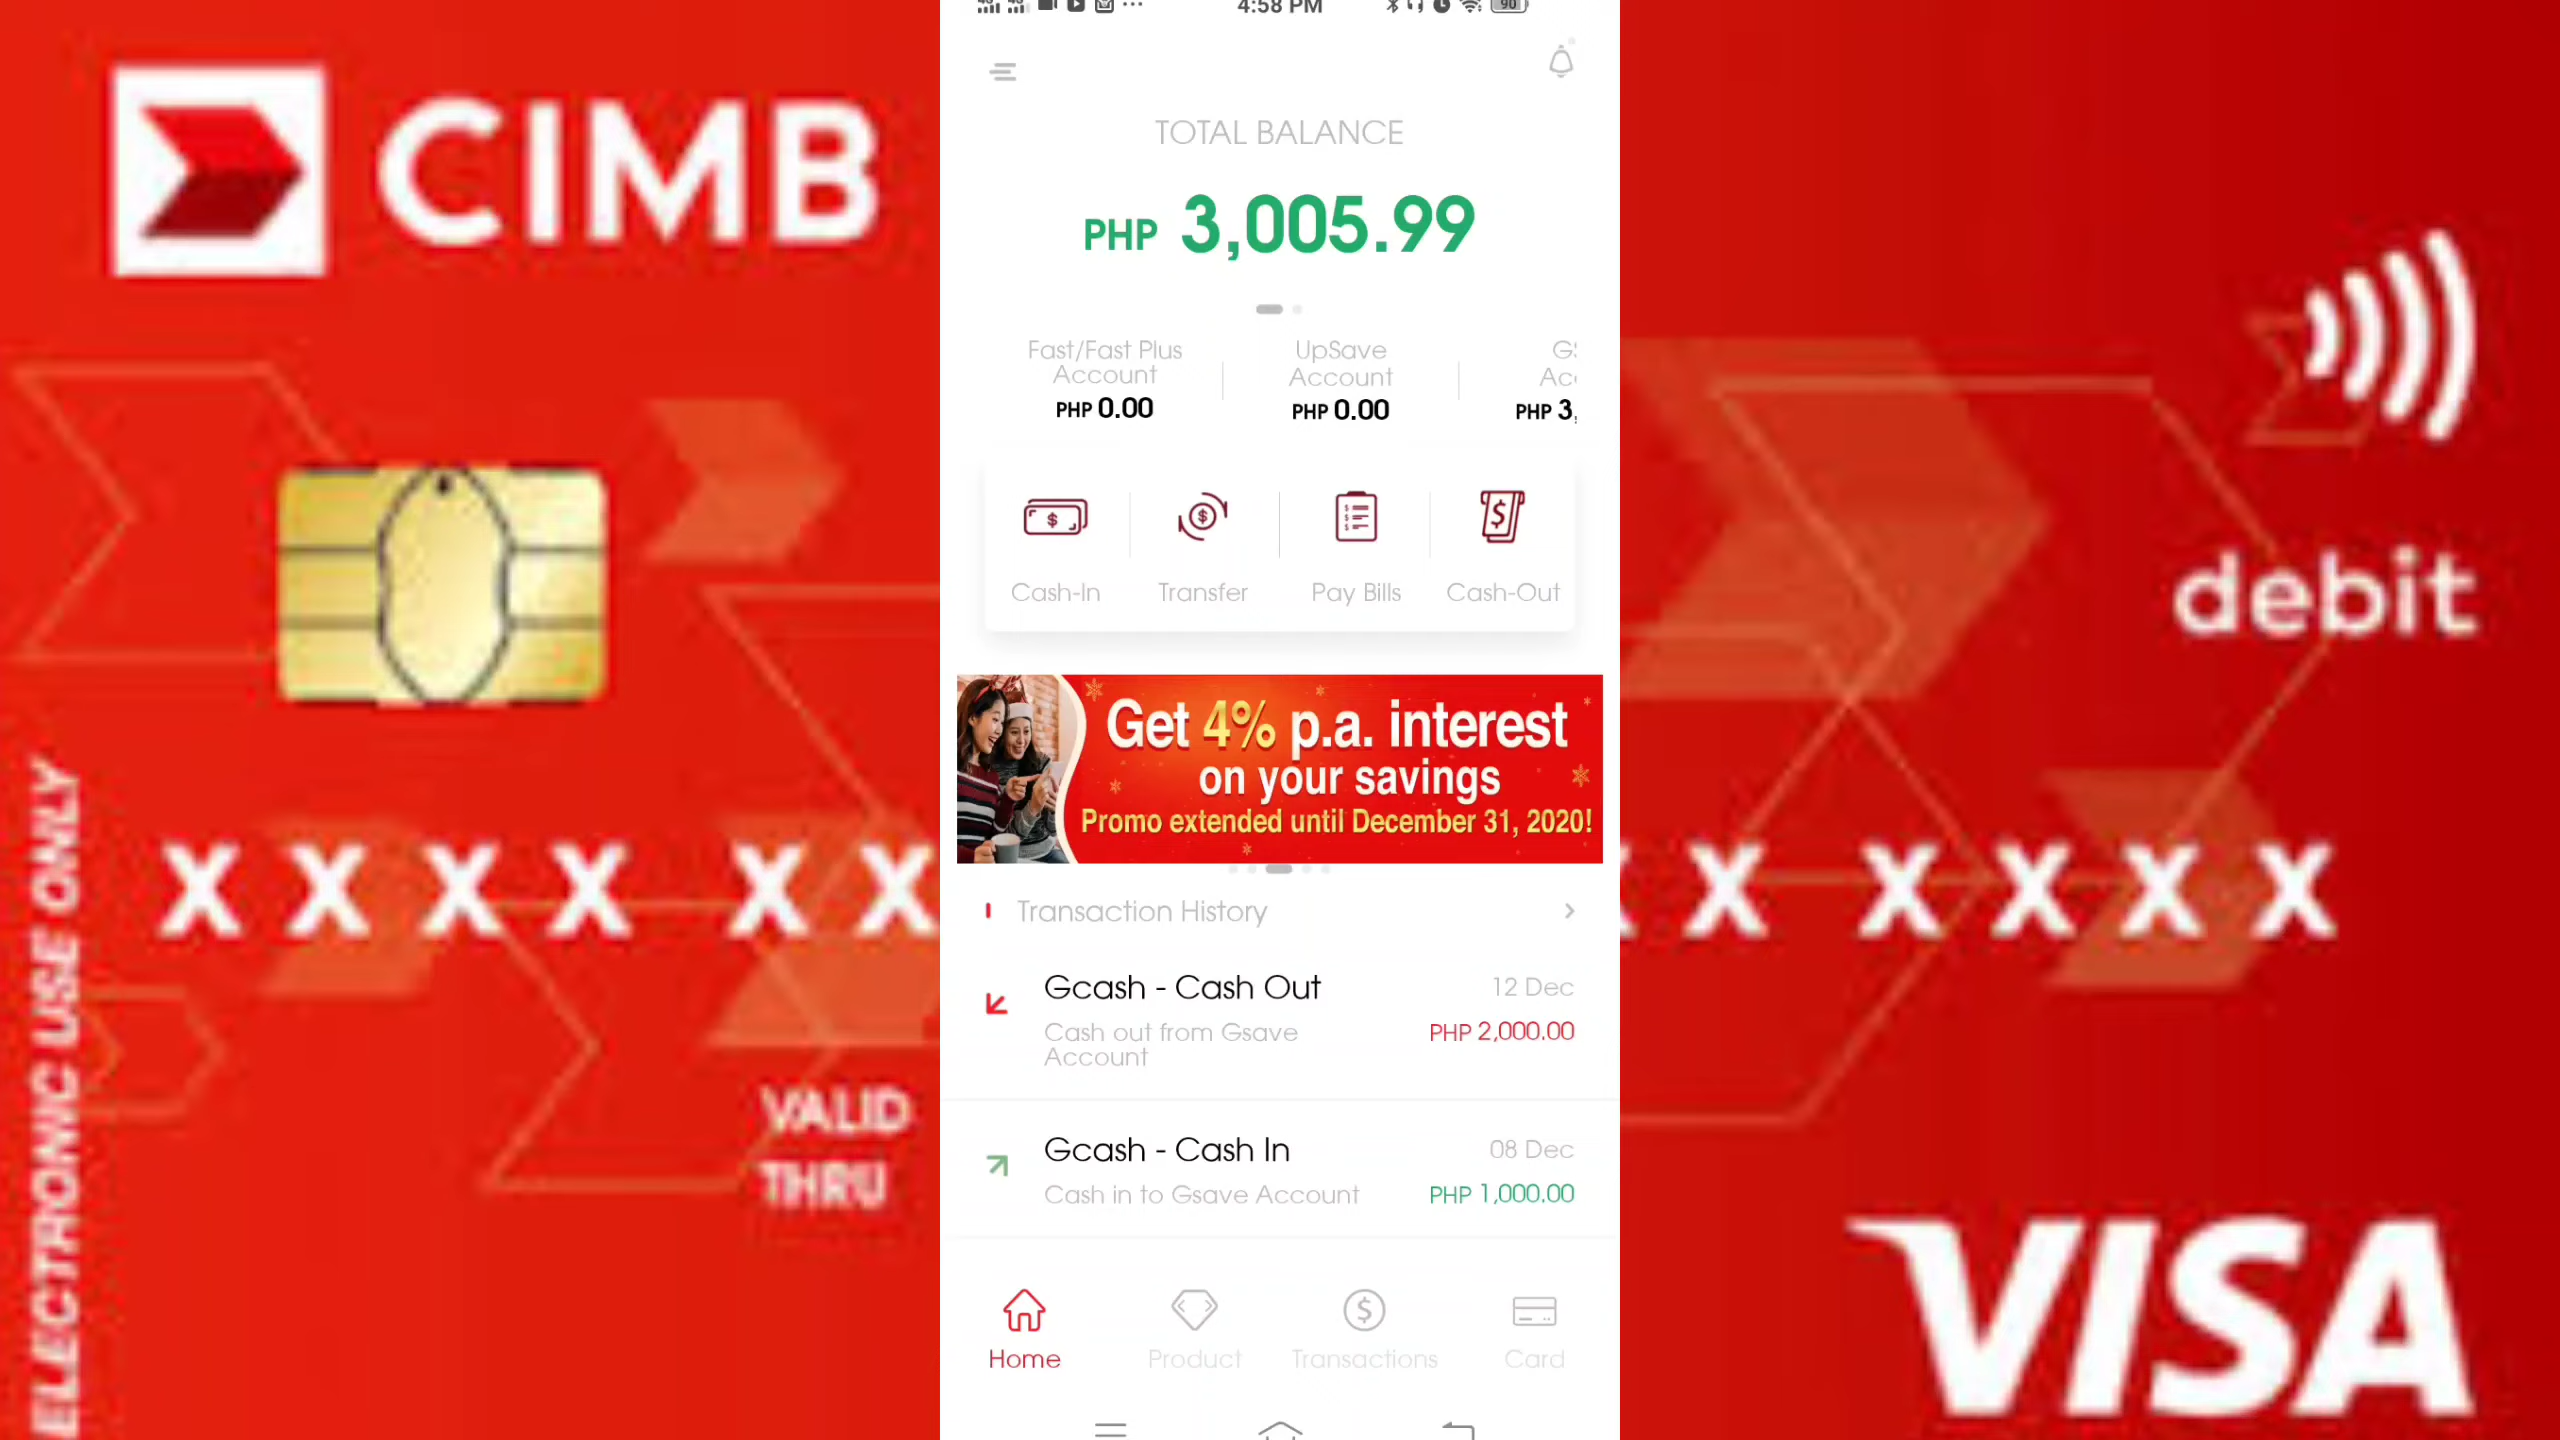 CIMB
debit
ELECTRONIC USE ONLY
X X X X X X
X X X X X
VALID
THRU
VISA
4:58 PM
90
TOTAL BALANCE
PHP 3,005.99
Fast/Fast Plus
Account
PHP 0.00
UpSave
Account
PHP 0.00
PHP 3,
Cash-In
Transfer
Pay Bills
Cash-Out
Get 4% p.a. interest
on your savings
Promo extended until December 31, 2020!
Transaction History
Gcash - Cash Out
12 Dec
Cash out from Gsave
Account
PHP 2,000.00
Gcash - Cash In
08 Dec
Cash in to Gsave Account
PHP 1,000.00
Home
Product
Transactions
Card